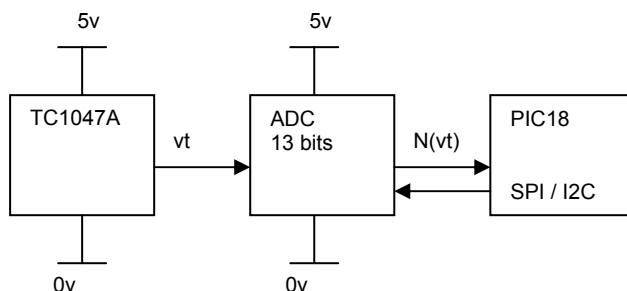 5v
5v
TC1047A
vt
ADC
13 bits
N(vt)
PIC18
SPI / I2C
0v
0v